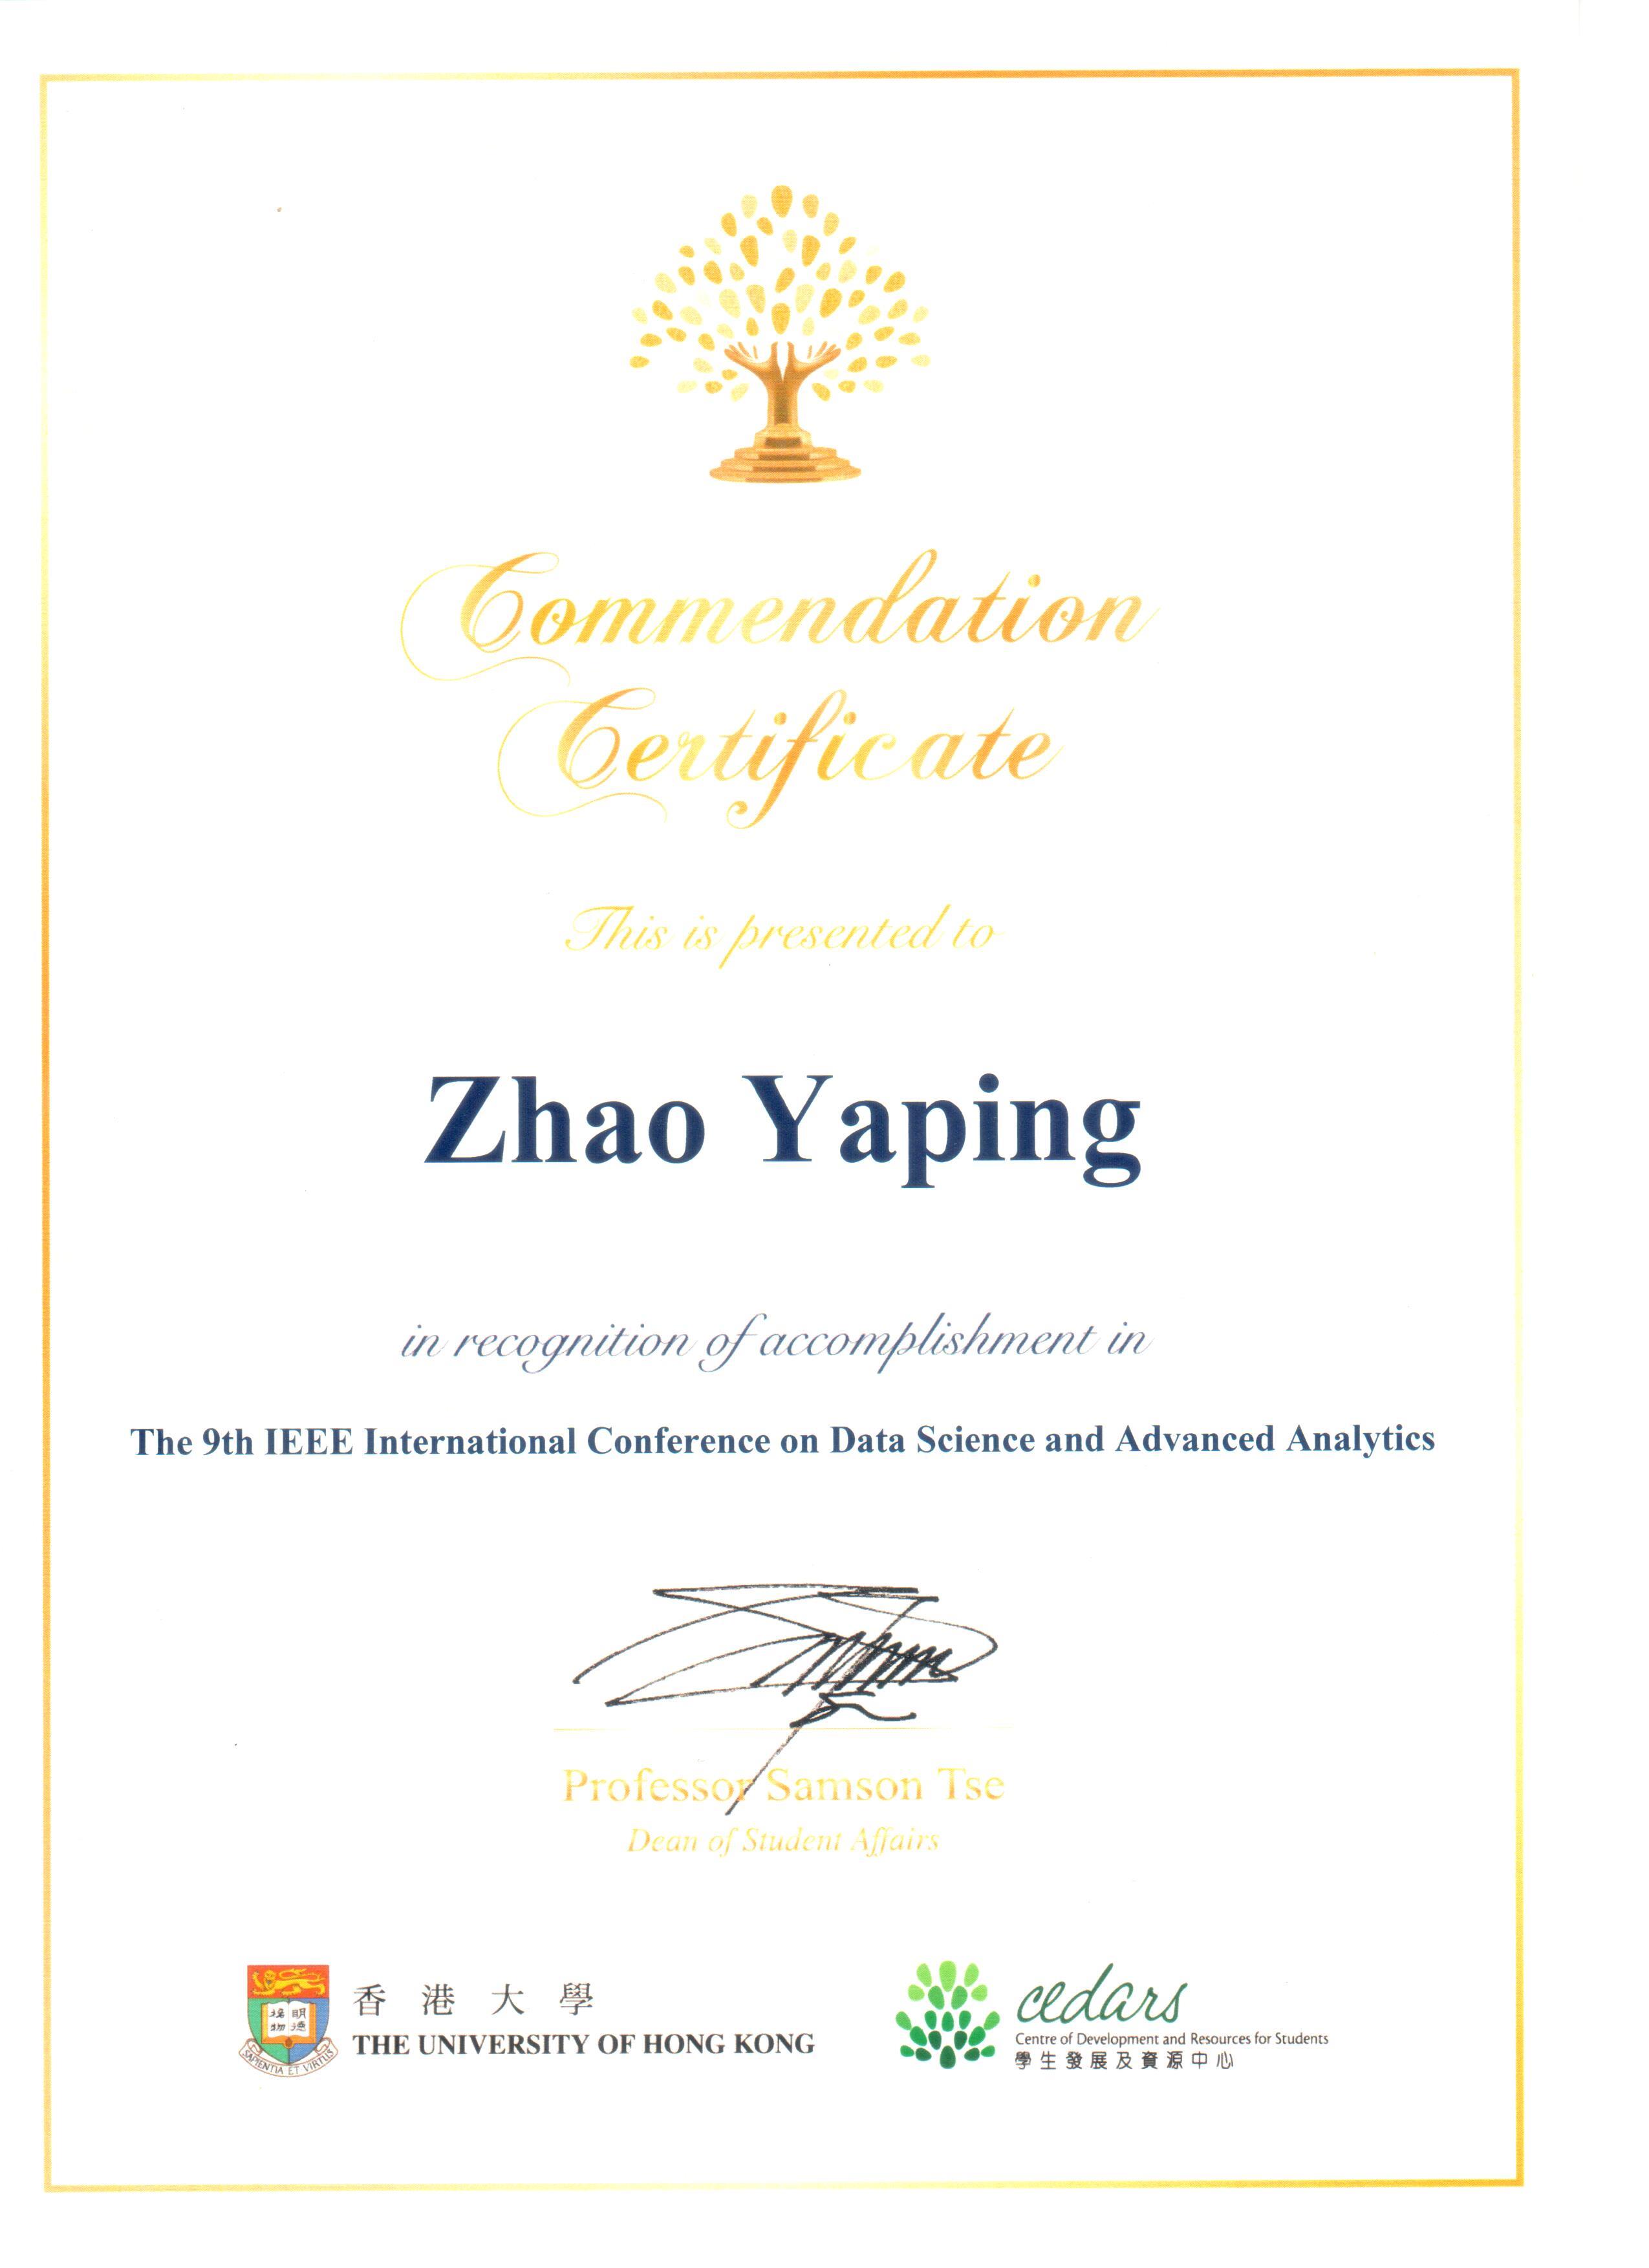 Commendation
Certificate
This is presented to
Zhao Yaping
in recognition of accomplishment in
The 9th IEEE International Conference on Data Science and Advanced Analytics
Professor Samson Tse
Dean of Student Affairs
明德
格物
SAPIENTIA ET VIRTUS
香港大學
THE UNIVERSITY OF HONG KONG
cedars
Centre of Development and Resources for Students
學生發展及資源中心